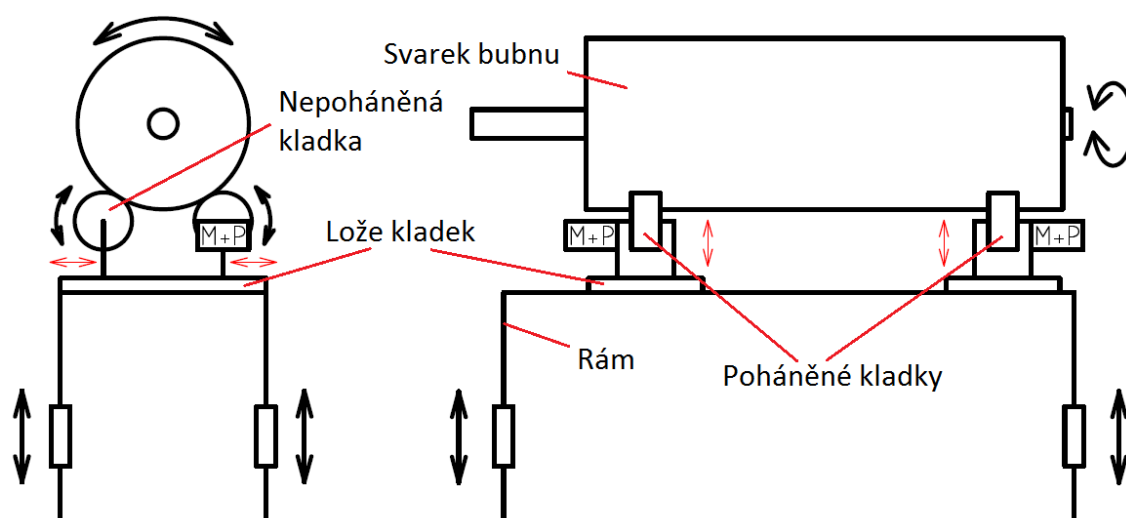 Svarek bubnu
Nepoháněná
kladka
M+P
M+P
M+P
Lože kladek
Rám
Poháněné kladky